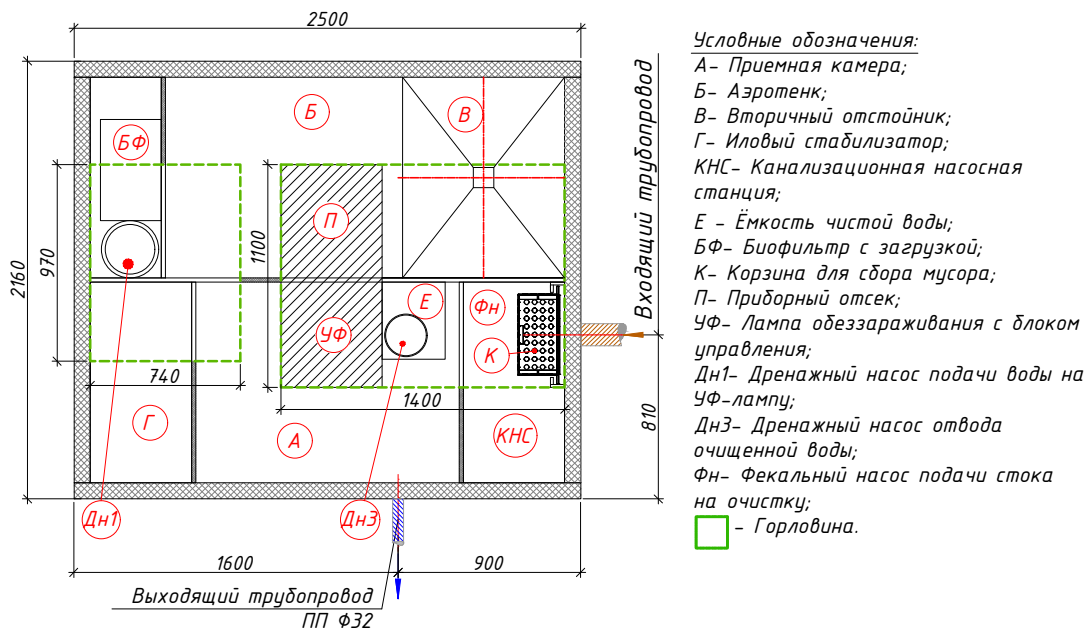 2500
Условные обозначения:
А- Приемная камера;
Б- Аэротенк;
В- Вторичный отстойник;
Г- Иловый стабилизатор;
КНС- Канализационная насосная
станция;
Е - Ёмкость чистой воды;
БФ- Биофильтр с загрузкой;
К- Корзина для сбора мусора;
П- Приборный отсек;
УФ- Лампа обеззараживания с блоком
управления;
Дн1- Дренажный насос подачи воды на
УФ-лампу;
Дн3- Дренажный насос отвода
очищенной воды;
Фн- Фекальный насос подачи стока
на очистку;
- Горловина.
Входящий трубопровод
Б
В
БФ
П
2160
970
1100
Е
Фн
УФ
К
740
1400
810
Г
А
КНС
Дн1
Дн3
1600
900
Выходящий трубопровод
ПП Ф32